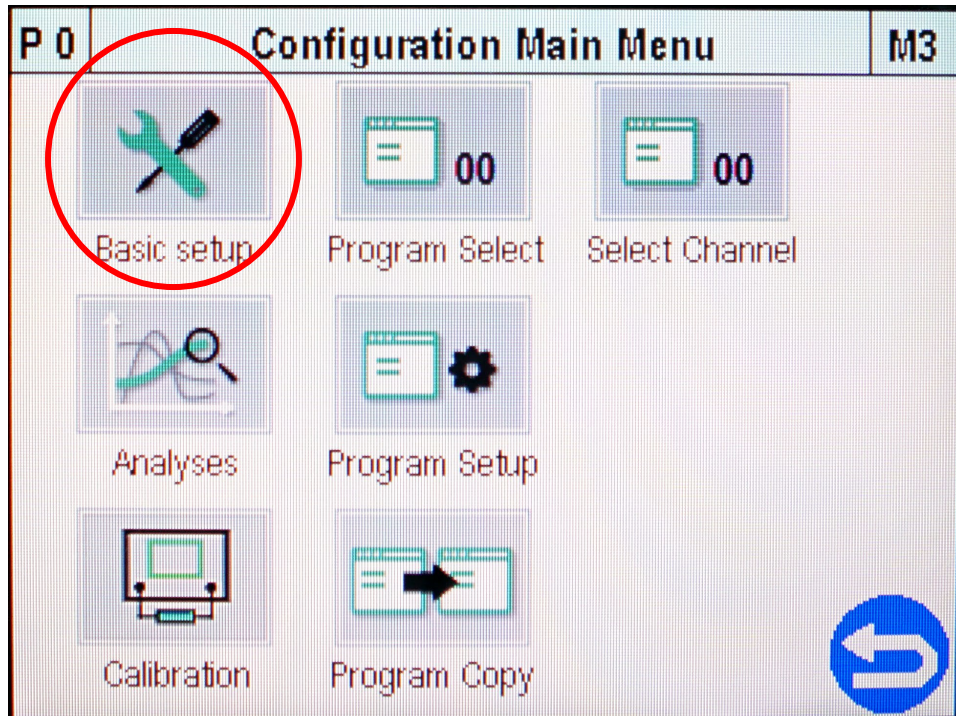 P 0 Configuration Main Menu M3
00 00
Basic setup Program Select Select Channel
Analyses Program Setup
Calibration Program Copy